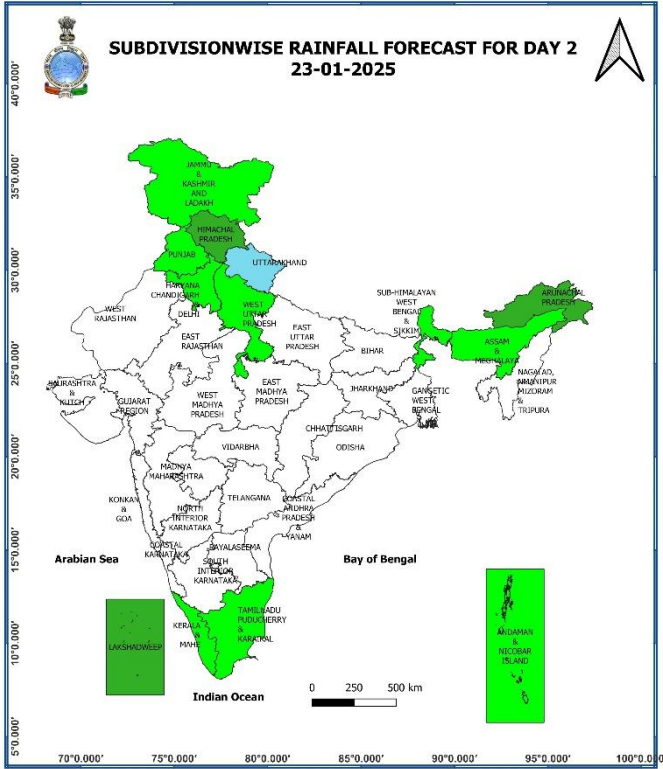 SUBDIVISIONWISE RAINFALL FORECAST FOR DAY 2
23-01-2025
40°0.000'
35°0.000'
30°0.000'
25°0.000'
20°0.000'
15°0.000'
10°0.000'
5°0.000'
JAMMU
&
KASHMIR
AND
LADAKH
HIMACHAL
PRADESH
PUNJAB
UTTARAKHAND
HARYANA
CHANDIGARH
DELHI
WEST
UTTAR
PRADESH
WEST
RAJASTHAN
EAST
RAJASTHAN
EAST
UTTAR
PRADESH
SUB-HIMALAYAN
WEST
BENGAL
&
SIKKIM
ARUNACHAL
PRADESH
ASSAM
&
MEGHALAYA
BIHAR
SAURASHTRA
&
KUTCH
GUJARAT
REGION
WEST
MADHYA
PRADESH
EAST
MADHYA
PRADESH
JHARKHAND
GANGETIC
WEST
BENGAL
MANIPUR
MIZORAM
&
TRIPURA
CHHATTISGARH
ODISHA
VIDARBHA
MADHYA
MAHARASHTRA
KONKAN
&
GOA
NORTH
INTERIOR
KARNATAKA
TELANGANA
COASTAL
ANDHRA
PRADESH
&
YANAM
COASTAL
KARNATAKA
RAYALASEEMA
SOUTH
INTERIOR
KARNATAKA
Arabian Sea
Bay of Bengal
LAKSHADWEEP
KERALA
&
MAHE
TAMILNADU
PUDUCHERRY
&
KARAIKAL
ANDAMAN
&
NICOBAR
ISLAND
Indian Ocean
0 250 500 km
70°0.000' 75°0.000' 80°0.000' 85°0.000' 90°0.000' 95°0.000' 100°0.000'